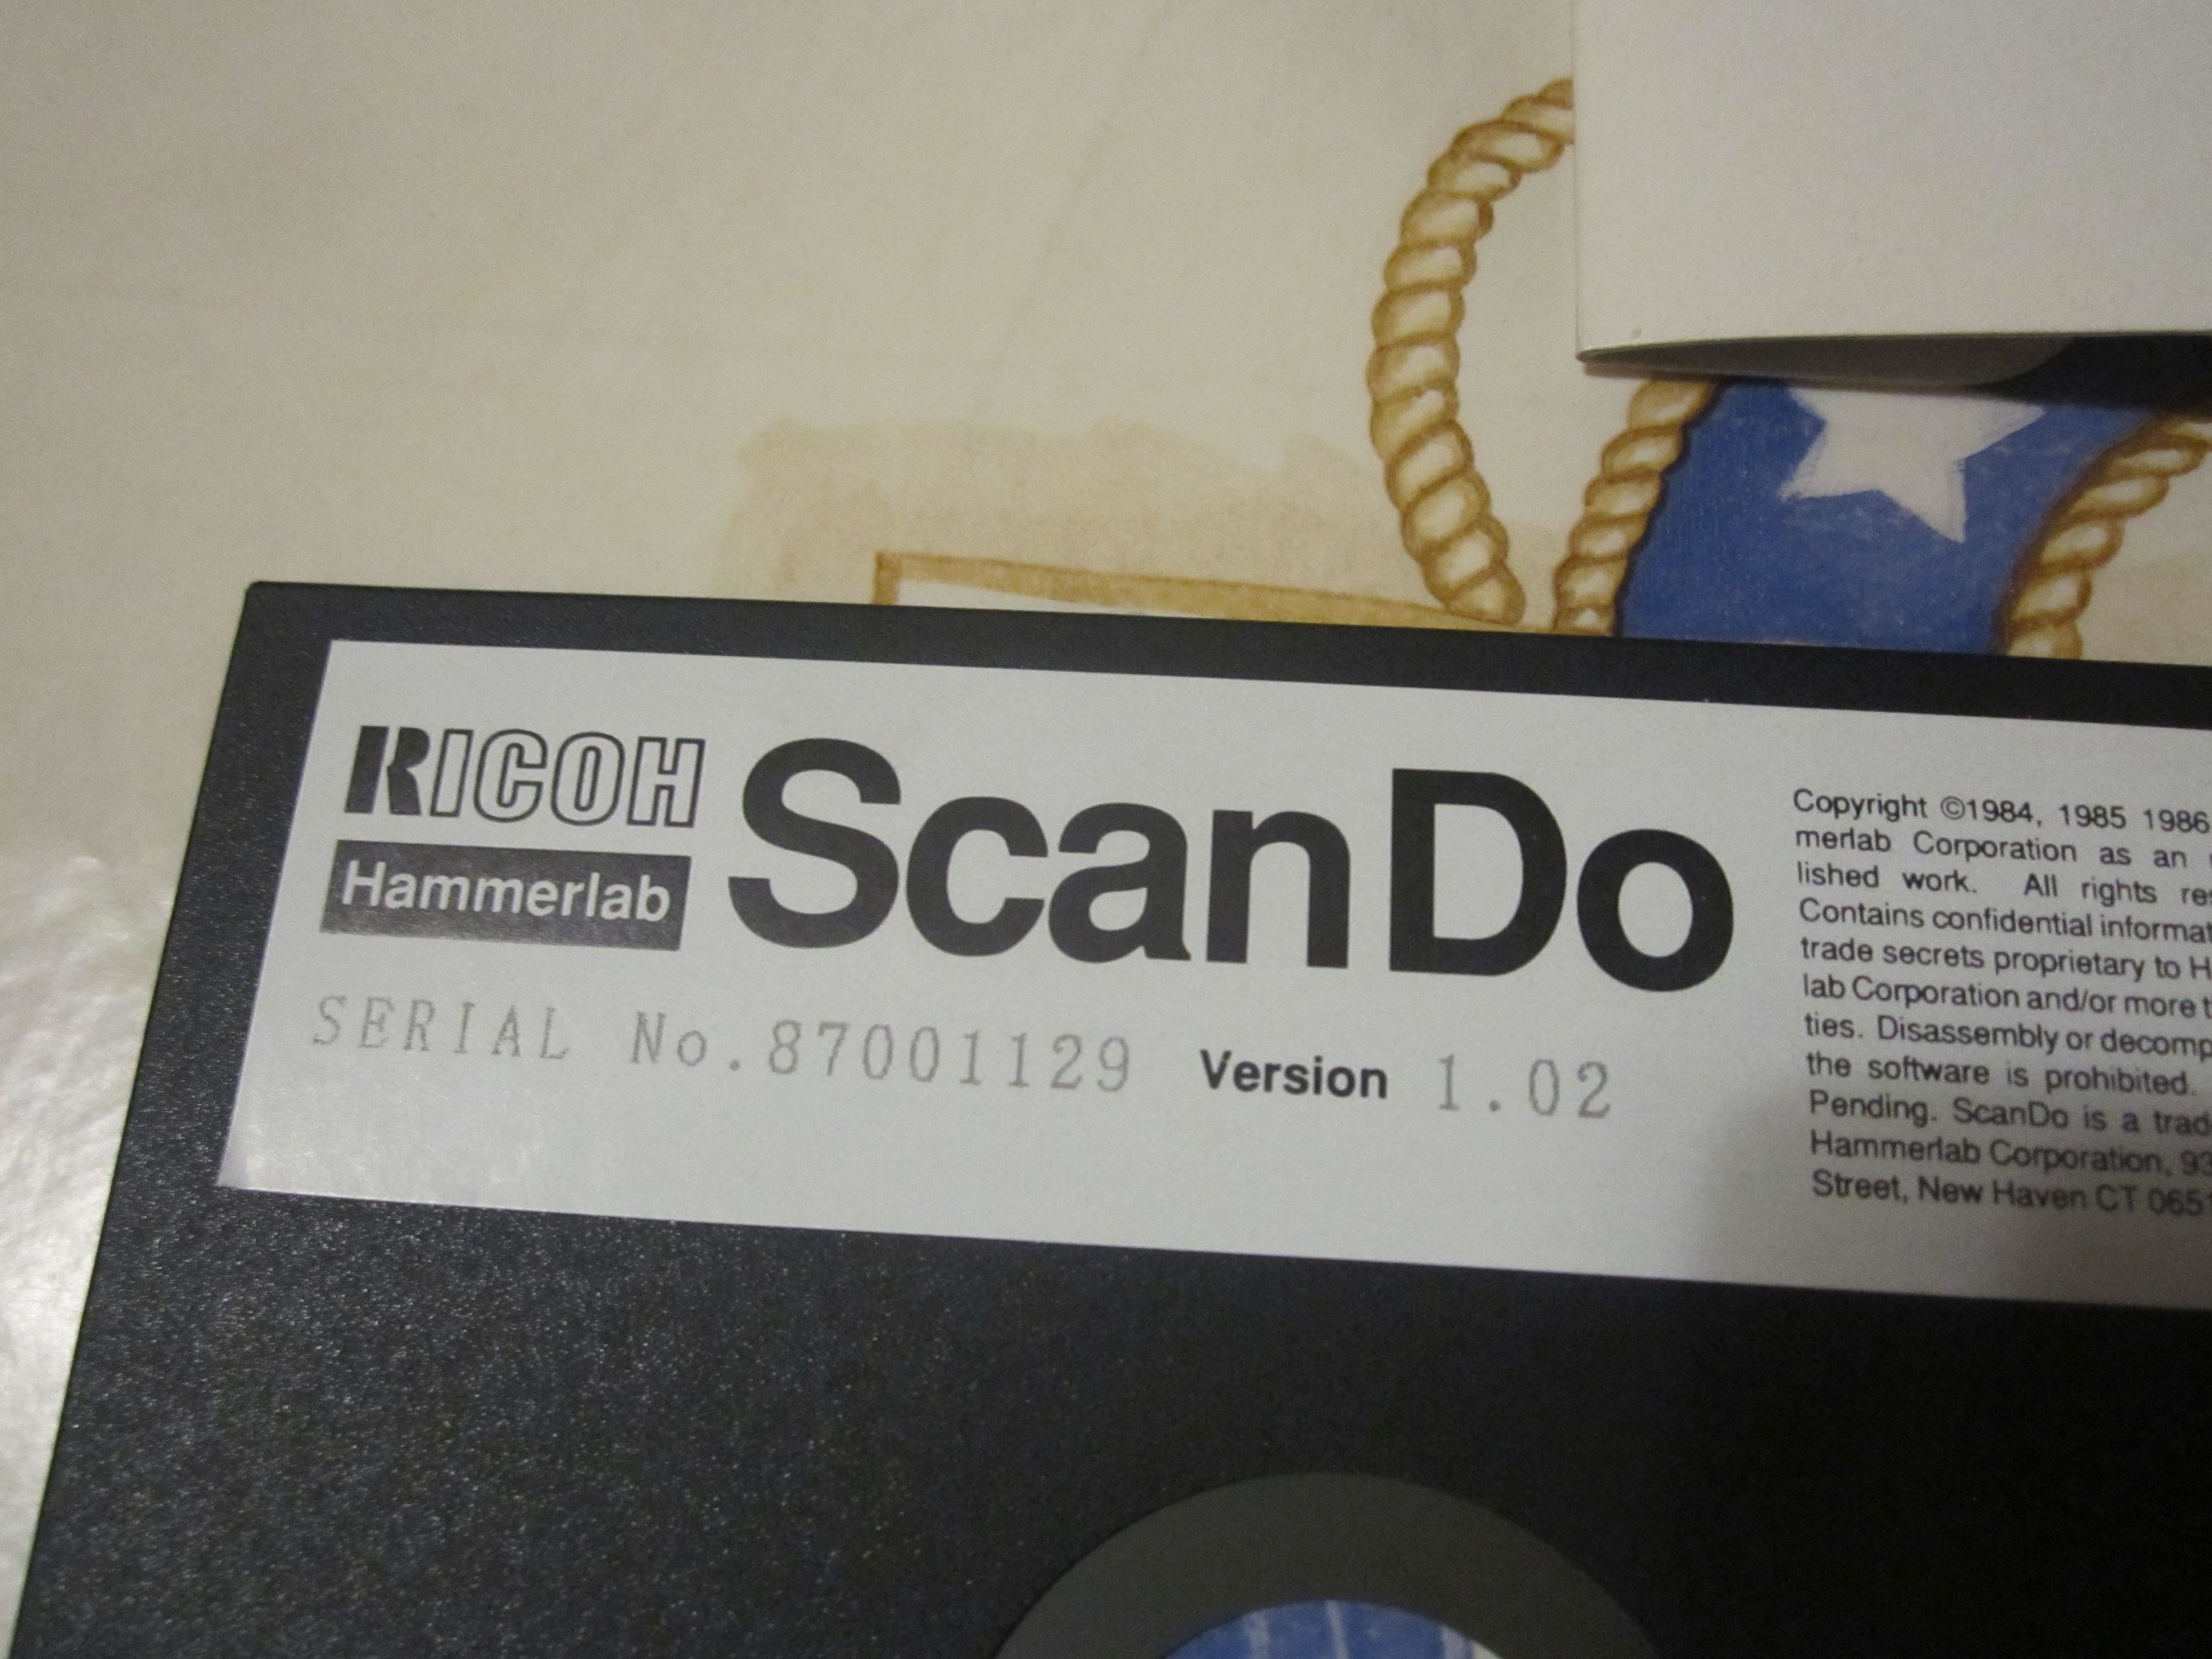 RICOH
Hammerlab
ScanDo
SERIAL No.87001129 Version 1.02
Copyright ©1984, 1985 1986
merlab Corporation as an
lished work. All rights
Contains confidential
trade secrets proprietary to
lab Corporation and/or more
ties. Disassembly or
the software is prohibited.
Pending. ScanDo is a
Hammerlab Corporation, 93
Street, New Haven CT 065